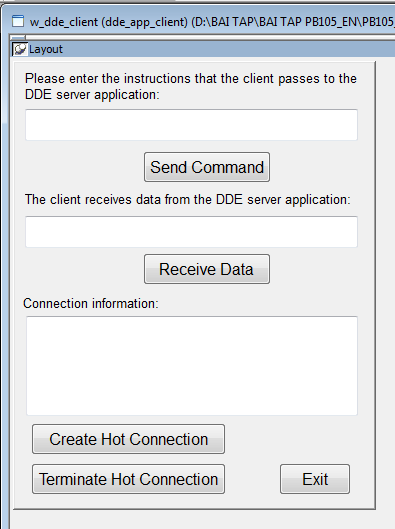 w_dde_client (dde_app_client) (D:\BAI TAP\BAI TAP PB105_EN\PB105_
Layout
Please enter the instructions that the client passes to the
DDE server application:
Send Command
The client receives data from the DDE server application:
Receive Data
Connection information:
Create Hot Connection
Terminate Hot Connection
Exit